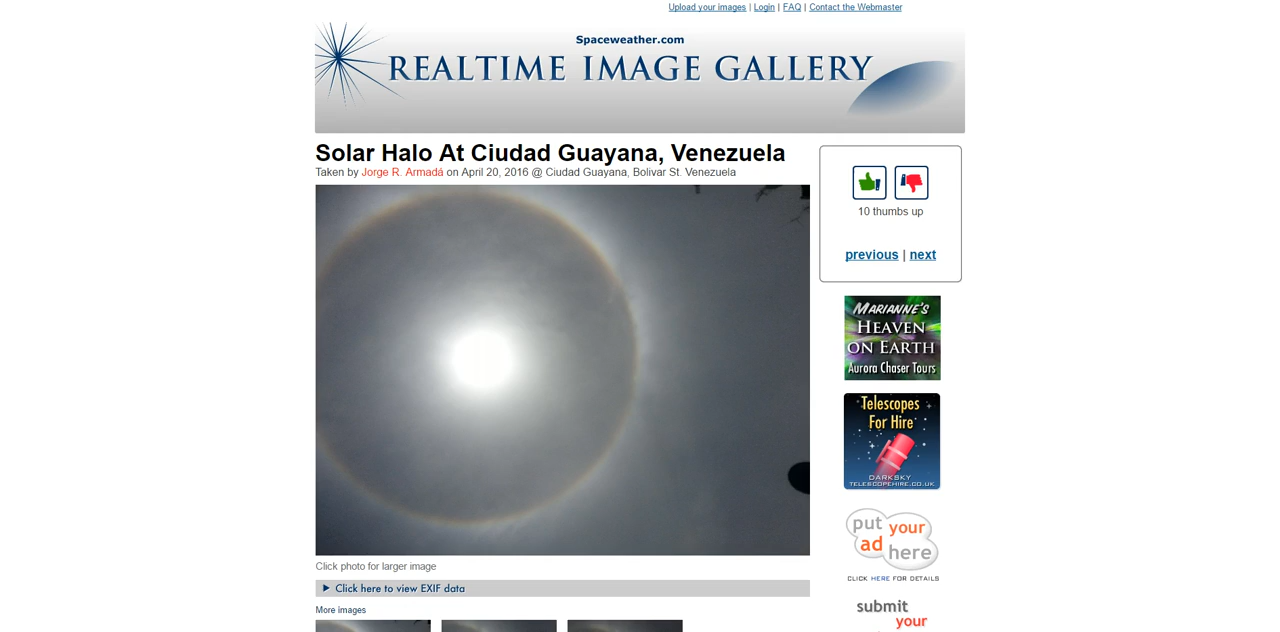 Upload your images | Login | FAQ | Contact the Webmaster
Spaceweather.com
REALTIME IMAGE GALLERY
Solar Halo At Ciudad Guayana, Venezuela
Taken by Jorge R. Armadá on April 20, 2016 @ Ciudad Guayana, Bolivar St. Venezuela
10 thumbs up
previous | next
MARIANNE'S
HEAVEN
ON EARTH
Aurora Chaser Tours
Telescopes
For Hire
DARKSKY
TELESCOPEHIRE.CO.UK
put your
ad here
CLICK HERE FOR DETAILS
submit
your
Click photo for larger image
Click here to view EXIF data
More images